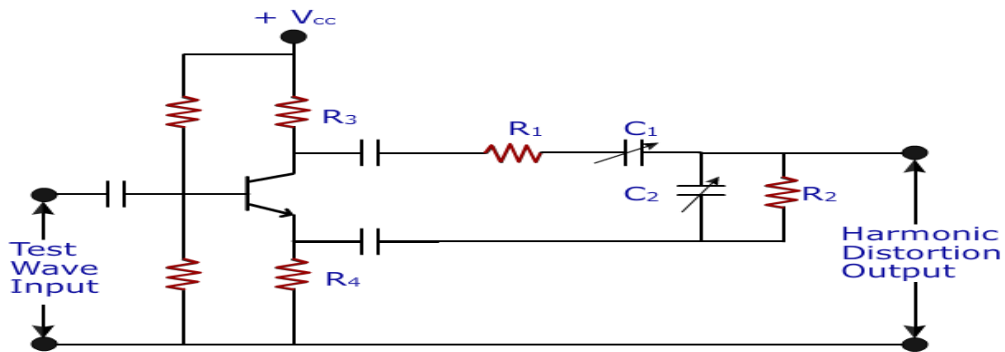 + Vcc
R3
R1
C1
C2
R2
Test
Wave
Input
R4
Harmonic
Distortion
Output